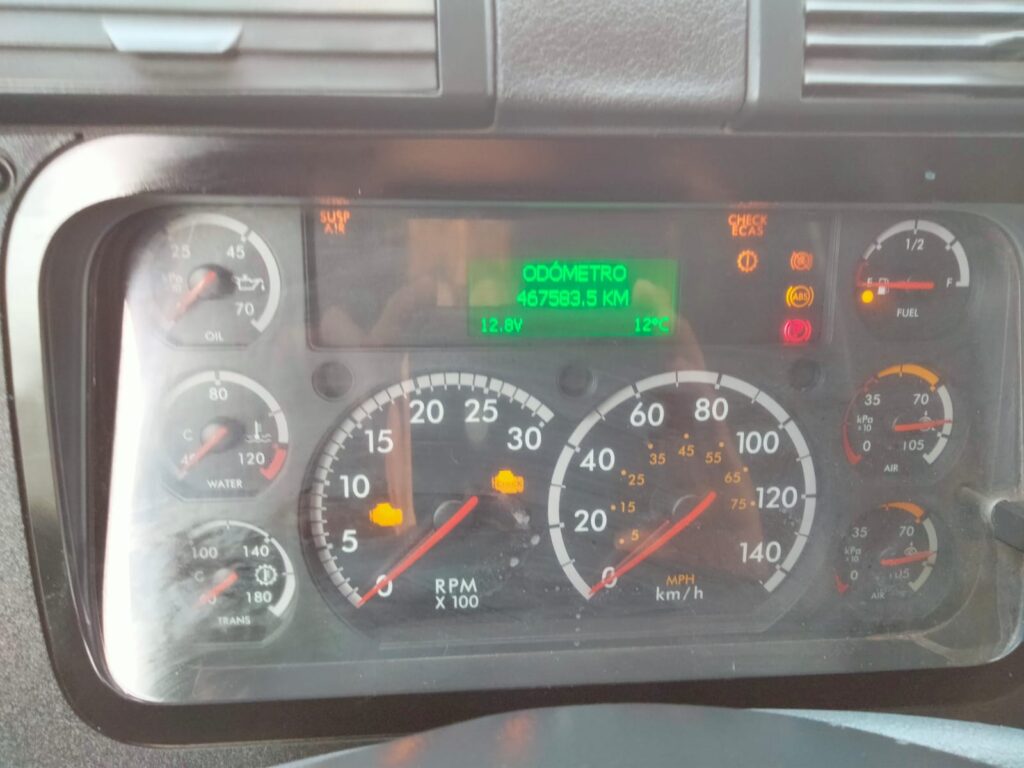 SUSP
AIR
CHECK
ECAS
ODÓMETRO
467583.5 KM
12.8V 12°C
ABS
25 45
70
OIL
1/2
E F
FUEL
80
C
120
WATER
35 70
kPa
x 10
0 105
AIR
100 140
C
180
TRANS
0 5 10 15 20 25 30
RPM
X 100
0 20 40 60 80 100 120 140
5 15 25 35 45 55 65 75
MPH
km/h
35 70
kPa
x 10
0 105
AIR